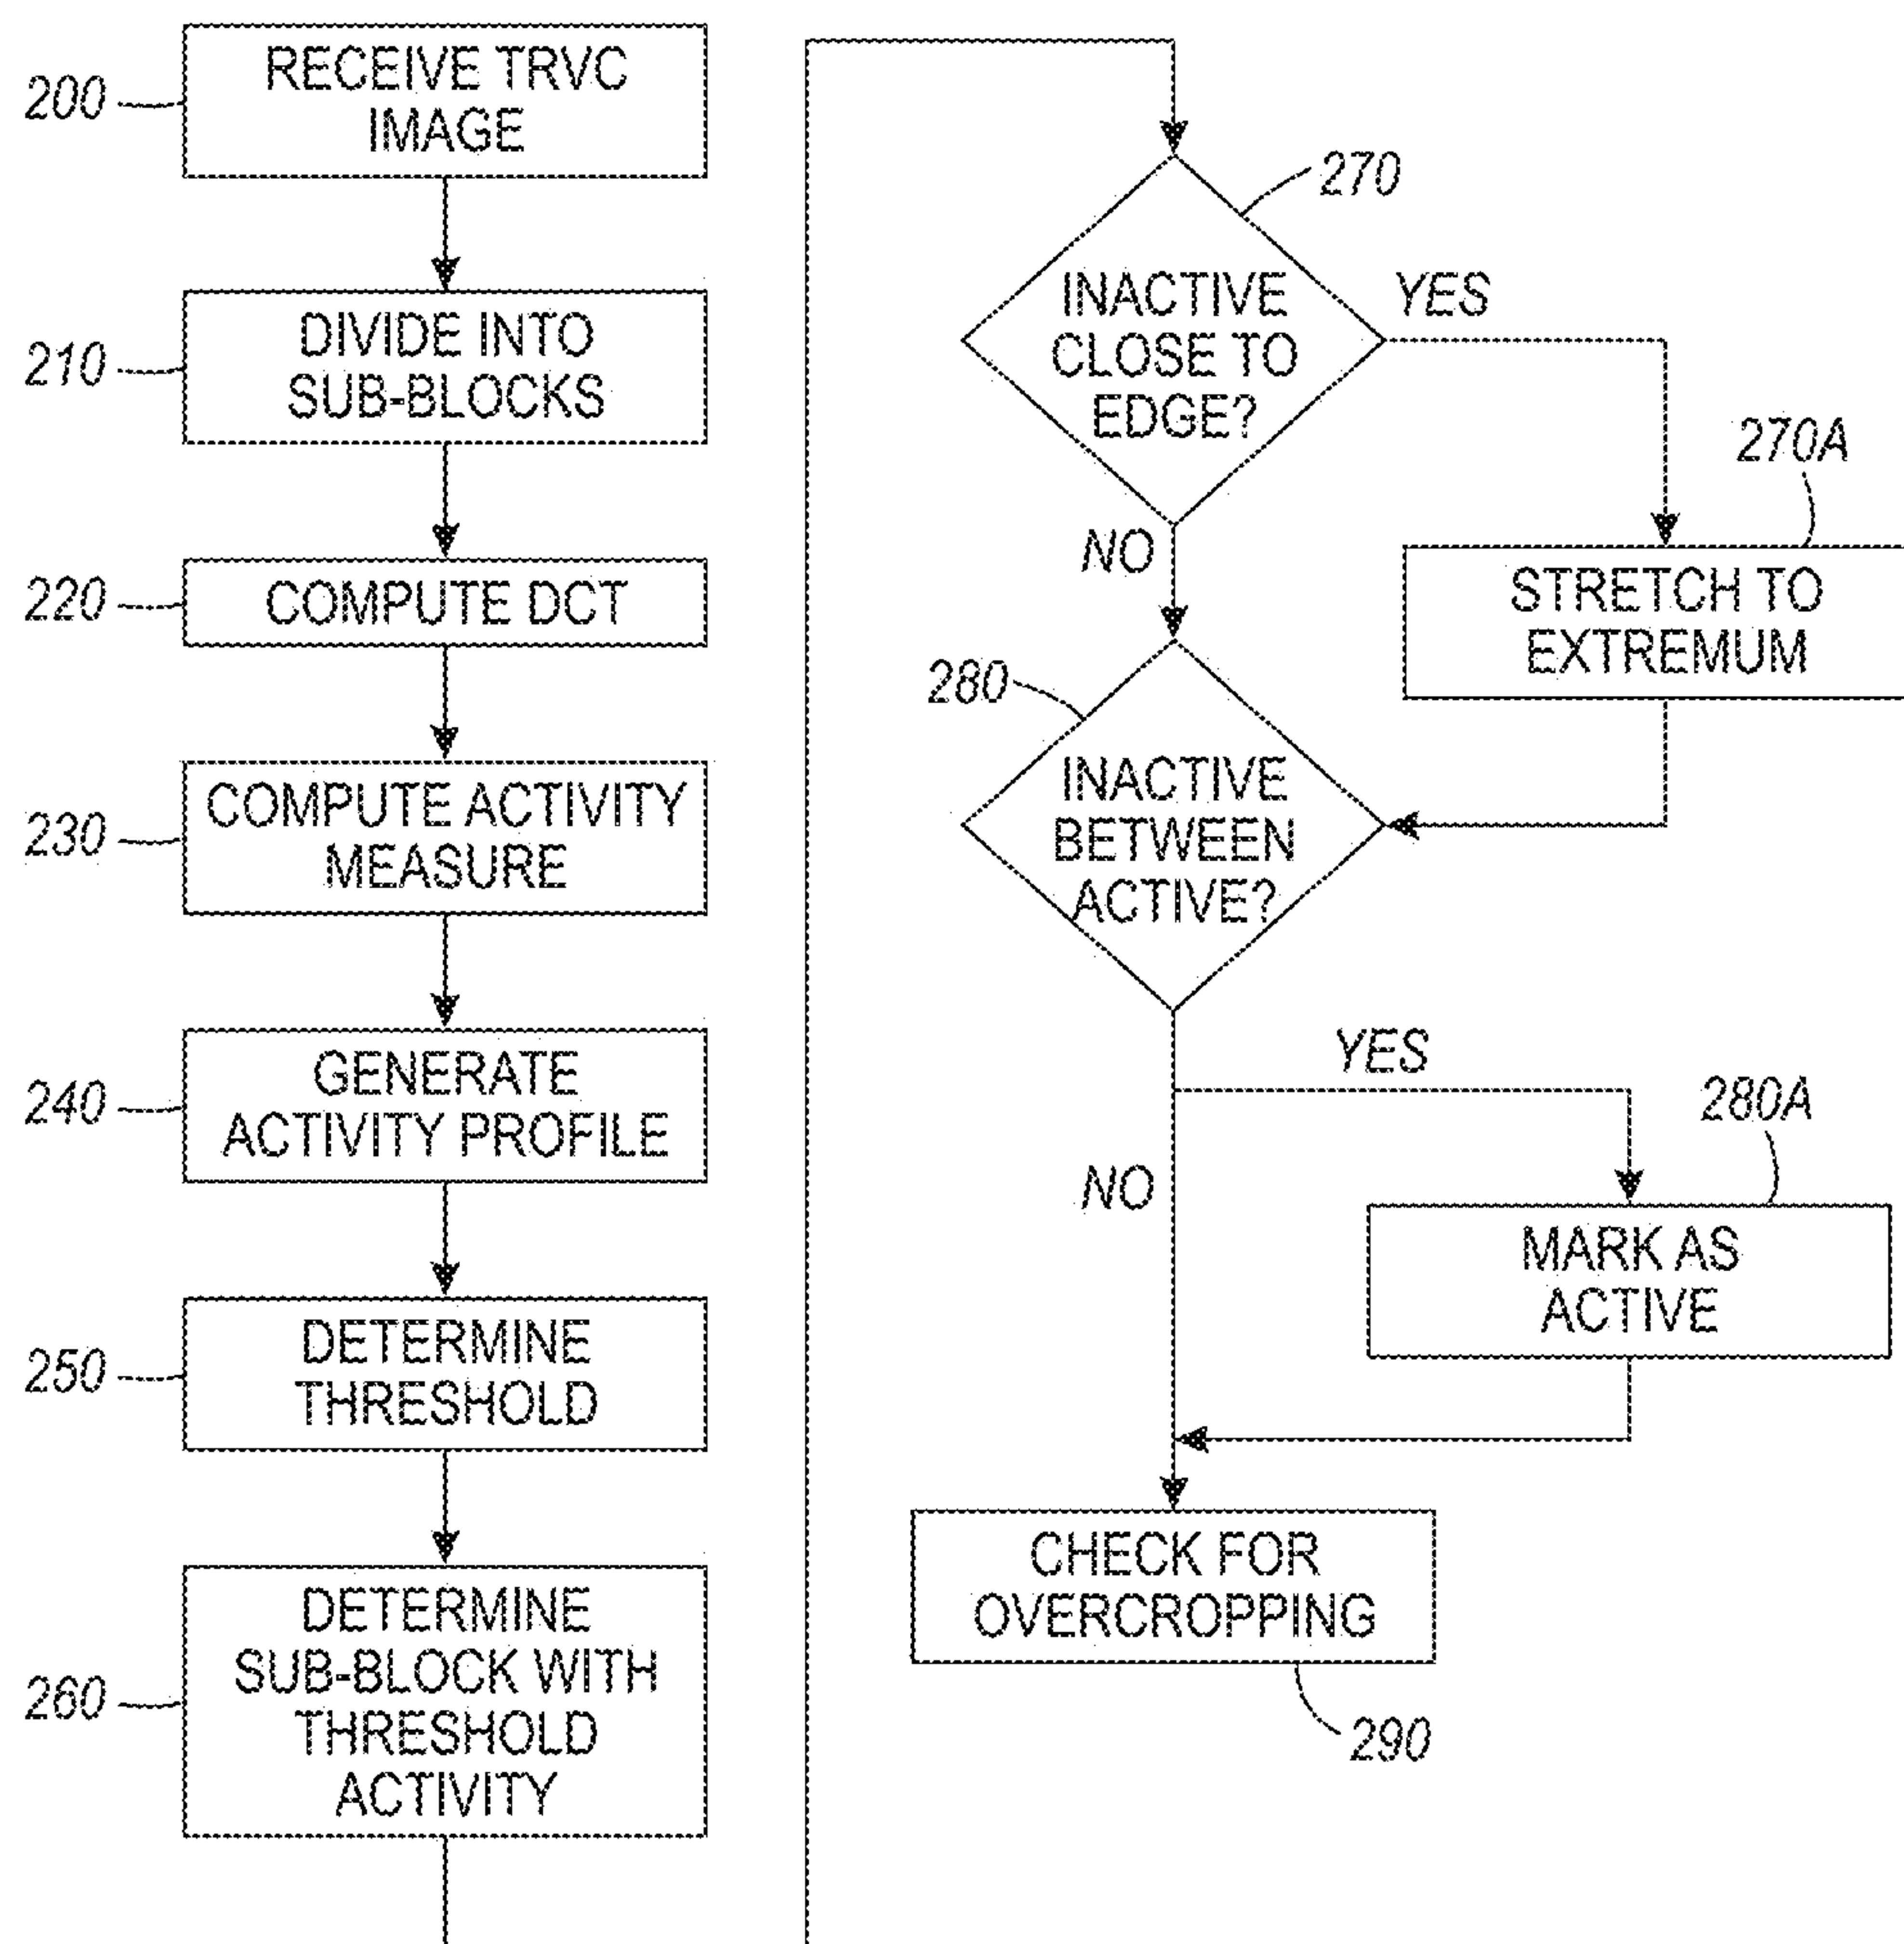 200
RECEIVE TRVC
IMAGE
210
DIVIDE INTO
SUB-BLOCKS
220
COMPUTE DCT
230
COMPUTE ACTIVITY
MEASURE
240
GENERATE
ACTIVITY PROFILE
250
DETERMINE
THRESHOLD
260
DETERMINE
SUB-BLOCK WITH
THRESHOLD
ACTIVITY
270
INACTIVE
CLOSE TO
EDGE?
YES
NO
270A
STRETCH TO
EXTREMUM
280
INACTIVE
BETWEEN
ACTIVE?
YES
NO
280A
MARK AS
ACTIVE
CHECK FOR
OVERCROPPING
290